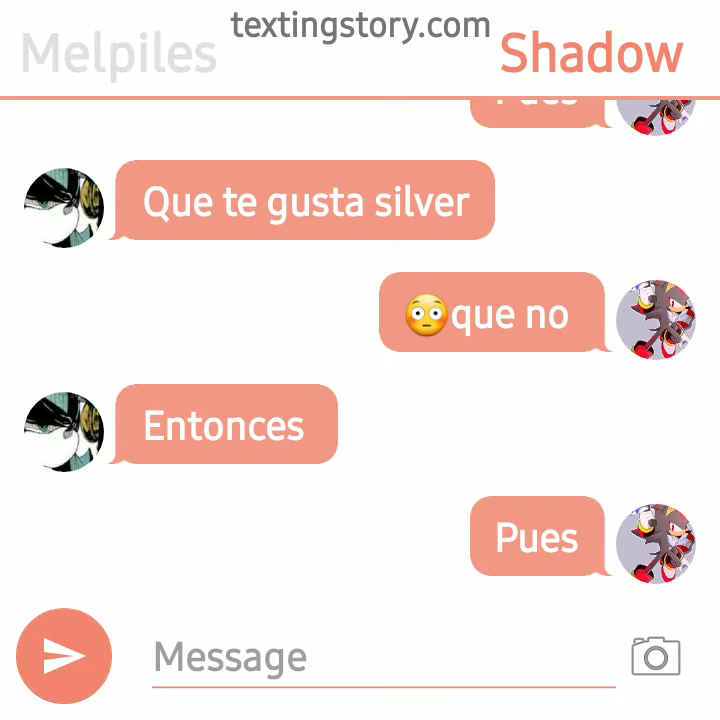 textingstory.com
Melpiles
Shadow
Que te gusta silver
😳que no
Entonces
Pues
Message